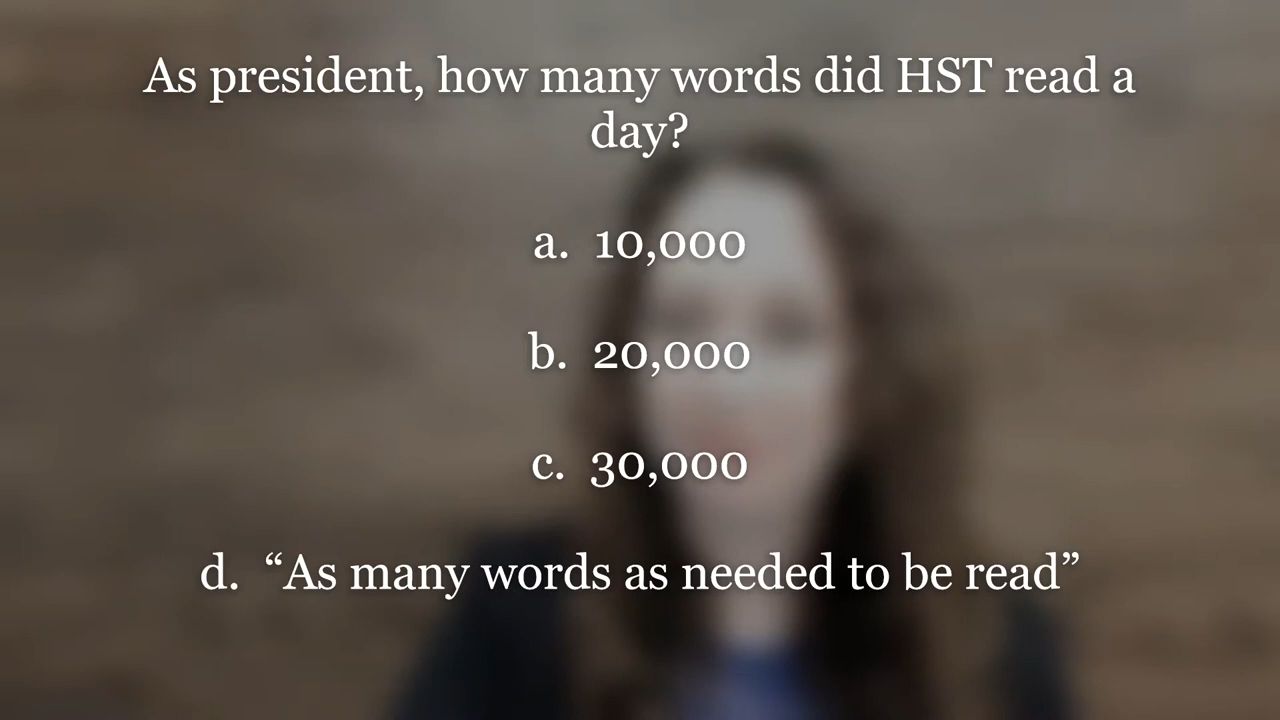 As president, how many words did HST read a
day?
a. 10,000
b. 20,000
c. 30,000
d. “As many words as needed to be read”